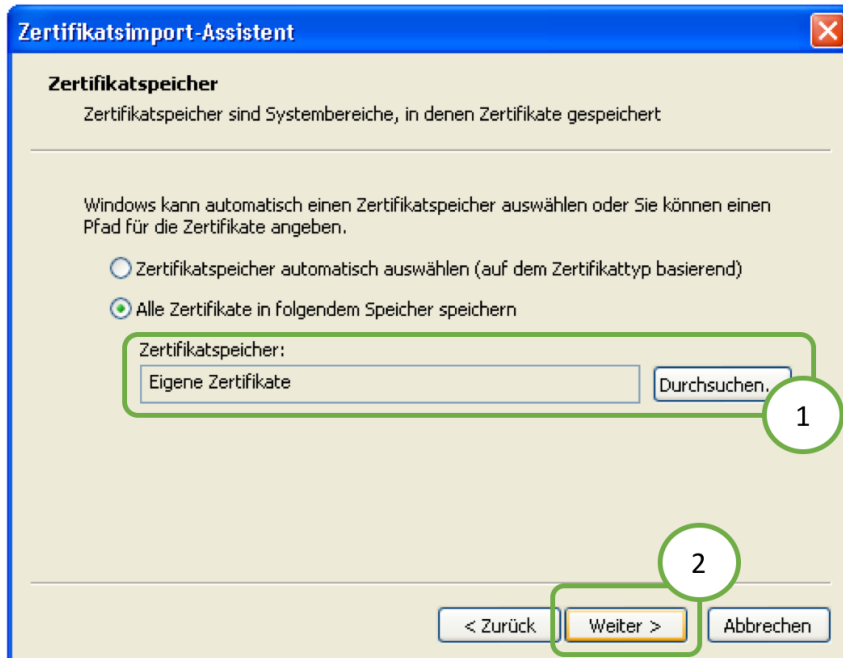 Zertifikatsimport-Assistent
Zertifikatspeicher
Zertifikatspeicher sind Systembereiche, in denen Zertifikate gespeichert
Windows kann automatisch einen Zertifikatspeicher auswählen oder Sie können einen
Pfad für die Zertifikate angeben.
Zertifikatspeicher automatisch auswählen (auf dem Zertifikattyp basierend)
Alle Zertifikate in folgendem Speicher speichern
Zertifikatspeicher:
Eigene Zertifikate
Durchsuchen...
1
2
< Zurück
Weiter >
Abbrechen